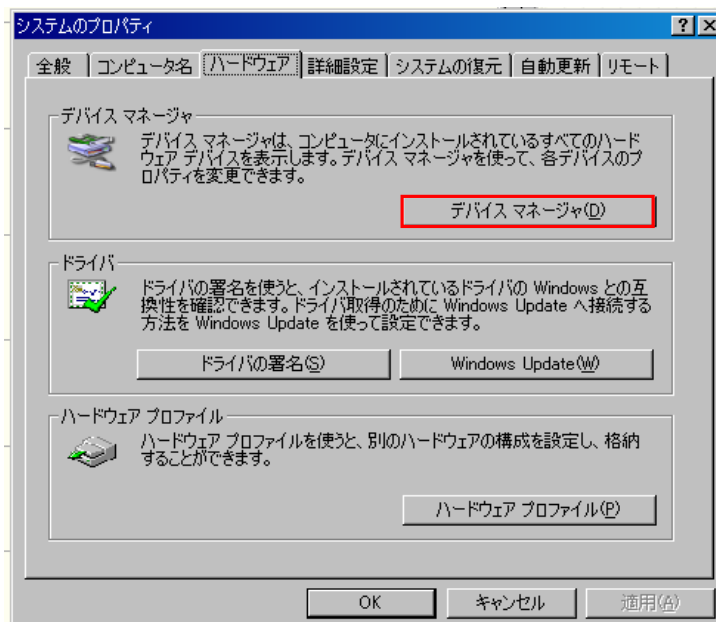 システムのプロパティ
全般 コンピュータ名 ハードウェア 詳細設定 システムの復元 自動更新 リモート
デバイス マネージャ
デバイス マネージャは、コンピュータにインストールされているすべてのハード
ウェア デバイスを表示します。デバイス マネージャを使って、各デバイスのプ
ロパティを変更できます。
デバイス マネージャ(D)
ドライバ
ドライバの署名を使うと、インストールされているドライバの Windows との互
換性を確認できます。ドライバ取得のために Windows Update へ接続する
方法を Windows Update を使って設定できます。
ドライバの署名(S) Windows Update(W)
ハードウェア プロファイル
ハードウェア プロファイルを使うと、別のハードウェアの構成を設定し、格納
することができます。
ハードウェア プロファイル(P)
OK キャンセル 適用(A)